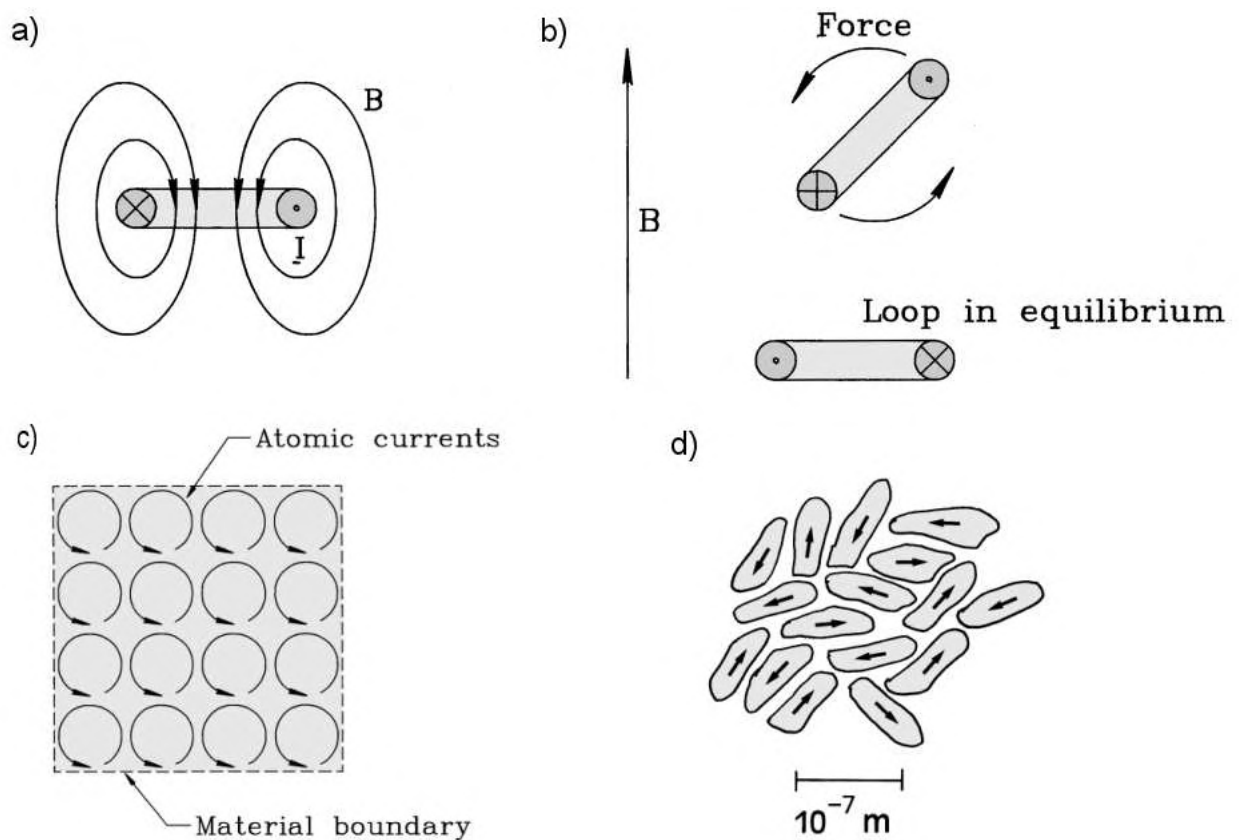 a)
B
I
b)
Force
B
Loop in equilibrium
c)
Atomic currents
Material boundary
d)
10⁻⁷ m